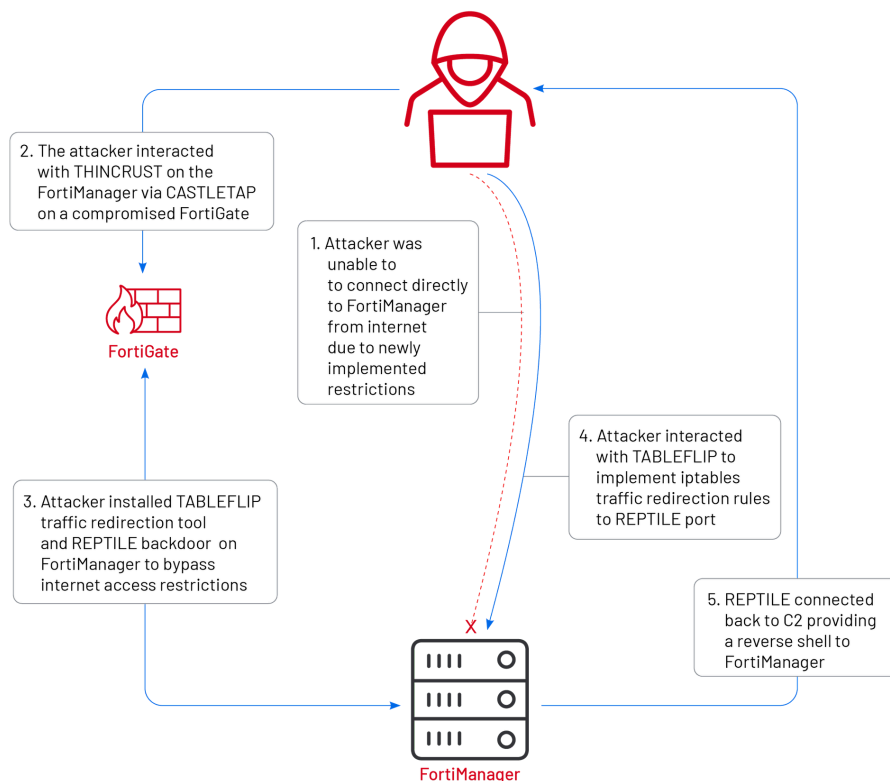 2. The attacker interacted
with THINCRUST on the
FortiManager via CASTLETAP
on a compromised FortiGate
1. Attacker was
unable to
to connect directly
to FortiManager
from internet
due to newly
implemented
restrictions
FortiGate
4. Attacker interacted
with TABLEFLIP to
implement iptables
traffic redirection rules
to REPTILE port
3. Attacker installed TABLEFLIP
traffic redirection tool
and REPTILE backdoor on
FortiManager to bypass
internet access restrictions
5. REPTILE connected
back to C2 providing
a reverse shell to
FortiManager
X
FortiManager